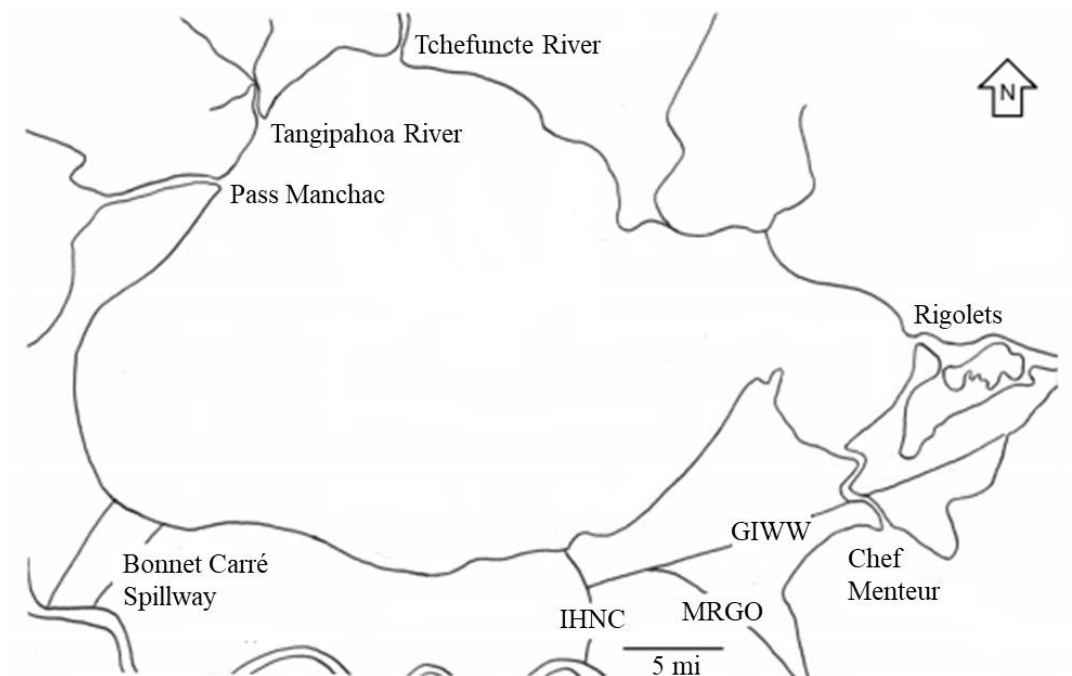 Tchefuncte River
N
Tangipahoa River
Pass Manchac
Rigolets
GIWW
Bonnet Carré
Spillway
Chef
Menteur
IHNC
MRGO
5 mi